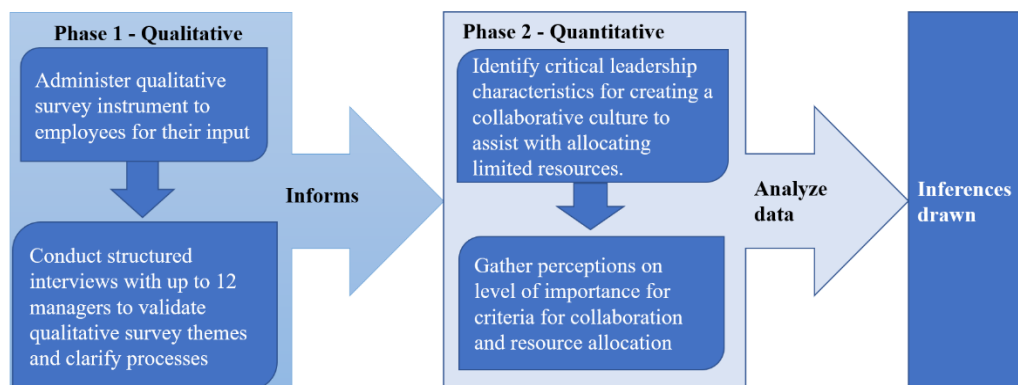 Phase 1 - Qualitative
Administer qualitative
survey instrument to
employees for their input
Conduct structured
interviews with up to 12
managers to validate
qualitative survey themes
and clarify processes
Informs
Phase 2 - Quantitative
Identify critical leadership
characteristics for creating a
collaborative culture to
assist with allocating
limited resources.
Gather perceptions on
level of importance for
criteria for collaboration
and resource allocation
Analyze
data
Inferences
drawn